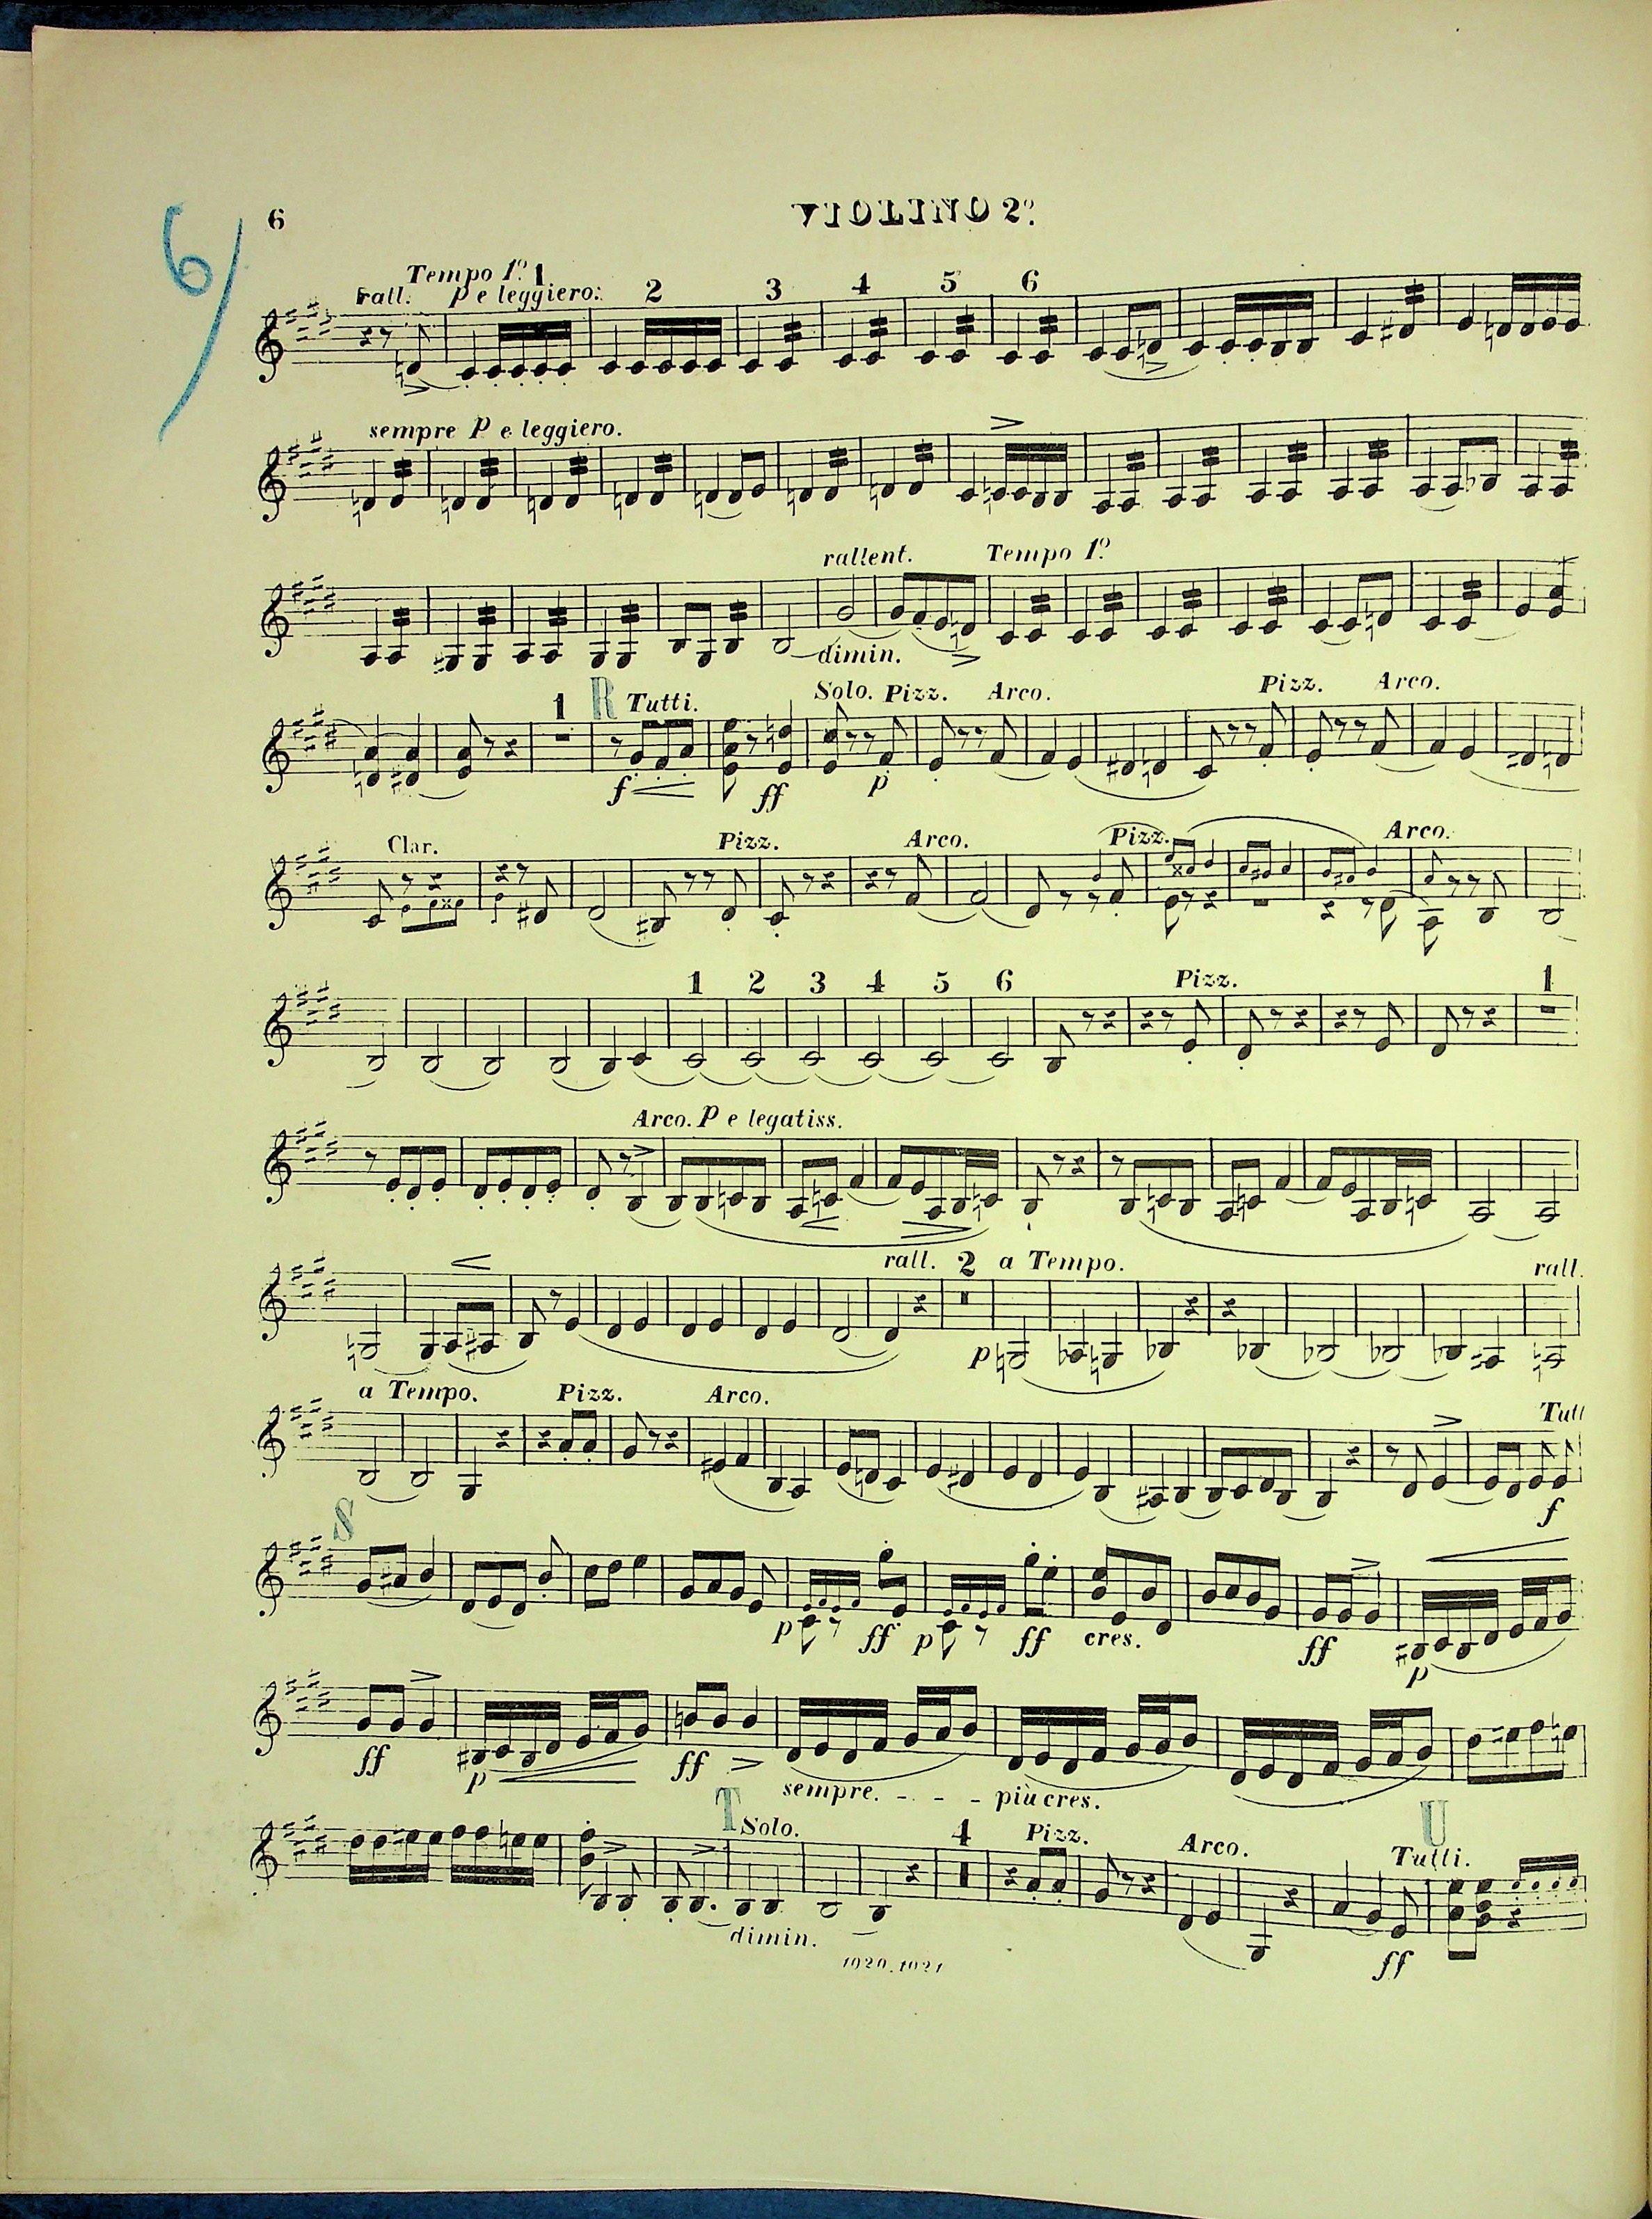 6) 6 VIOLINO 2º
Tempo 1º 1
rall. p e leggiero: 2 3 4 5 6
sempre p e leggiero.
rallent. Tempo 1º
dimin.
1 R Tutti. Solo. Pizz. Arco. Pizz. Arco.
f ff p
Clar. Pizz. Arco. Pizz. Arco.
1 2 3 4 5 6 Pizz. 1
Arco. p e legatiss.
rall. 2 a Tempo. rall.
p
a Tempo. Pizz. Arco. Tutt
f
S
p ff p ff cres. ff p
ff p ff
sempre. - - - più cres.
T Solo. 4 Pizz. Arco. U Tutti.
dimin. ff
1020.1021